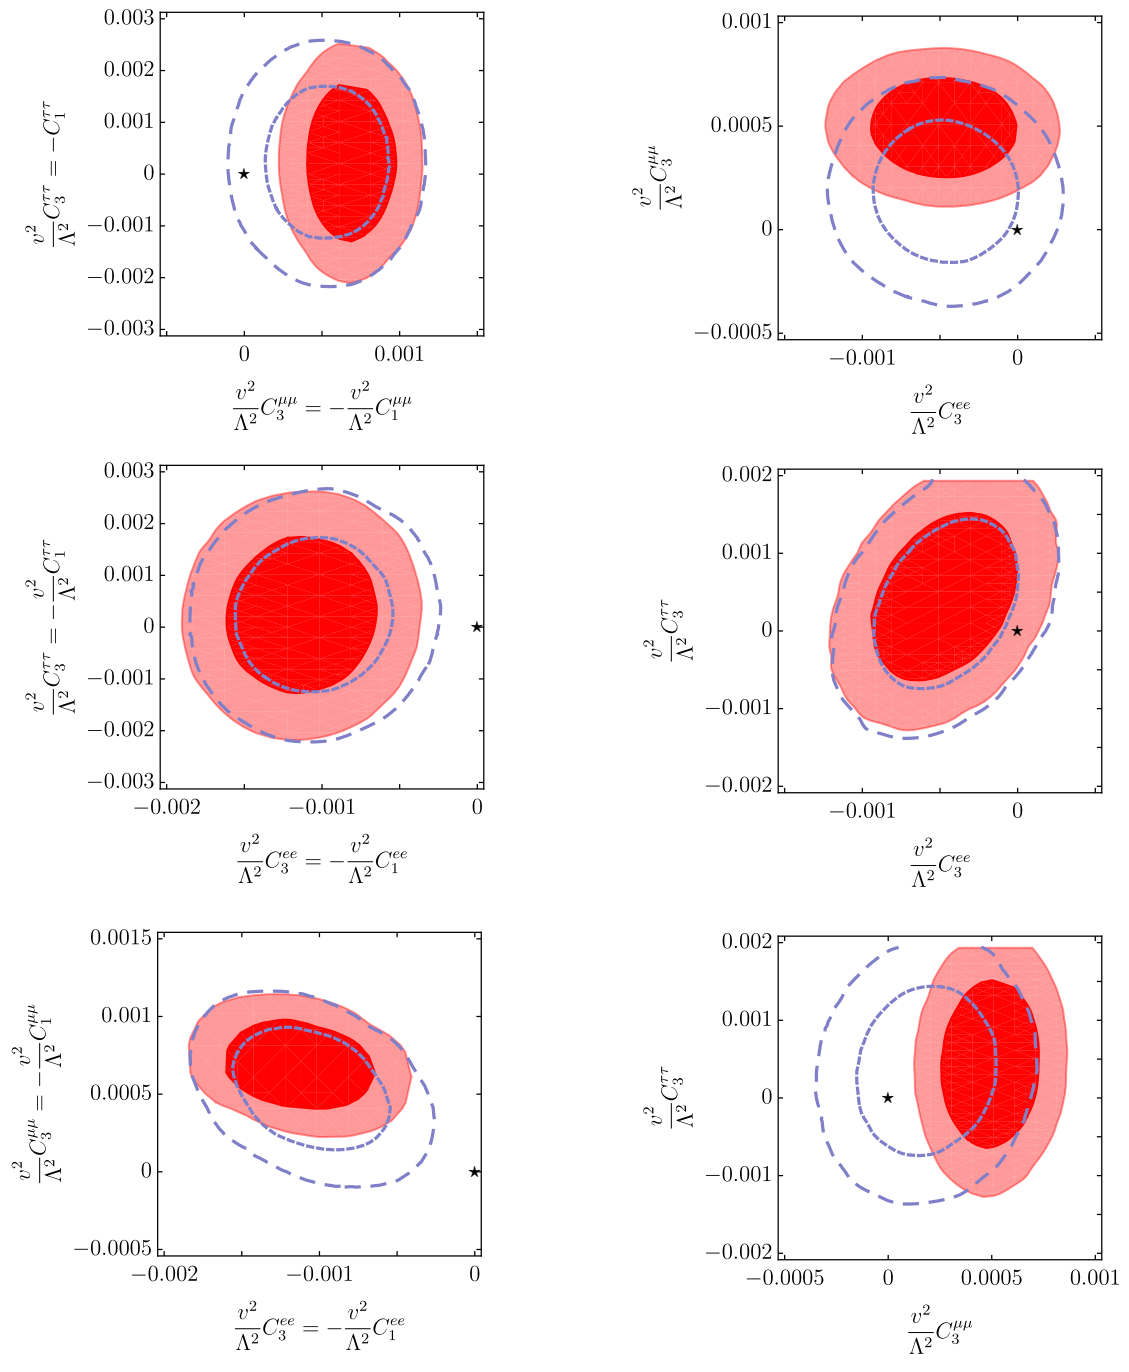 0.003
0.002
0.001
0
−0.001
−0.002
−0.003
v²/Λ² C₃^ττ = −C₁^ττ
0 0.001
v²/Λ² C₃^μμ = −v²/Λ² C₁^μμ
0.001
0.0005
0
−0.0005
v²/Λ² C₃^μμ
−0.001 0
v²/Λ² C₃^ee
0.003
0.002
0.001
0
−0.001
−0.002
−0.003
v²/Λ² C₃^ττ = −v²/Λ² C₁^ττ
−0.002 −0.001 0
v²/Λ² C₃^ee = −v²/Λ² C₁^ee
0.002
0.001
0
−0.001
−0.002
v²/Λ² C₃^ττ
−0.001 0
v²/Λ² C₃^ee
0.0015
0.001
0.0005
0
−0.0005
v²/Λ² C₃^μμ = −v²/Λ² C₁^μμ
−0.002 −0.001 0
v²/Λ² C₃^ee = −v²/Λ² C₁^ee
0.002
0.001
0
−0.001
−0.002
v²/Λ² C₃^ττ
−0.0005 0 0.0005 0.001
v²/Λ² C₃^μμ